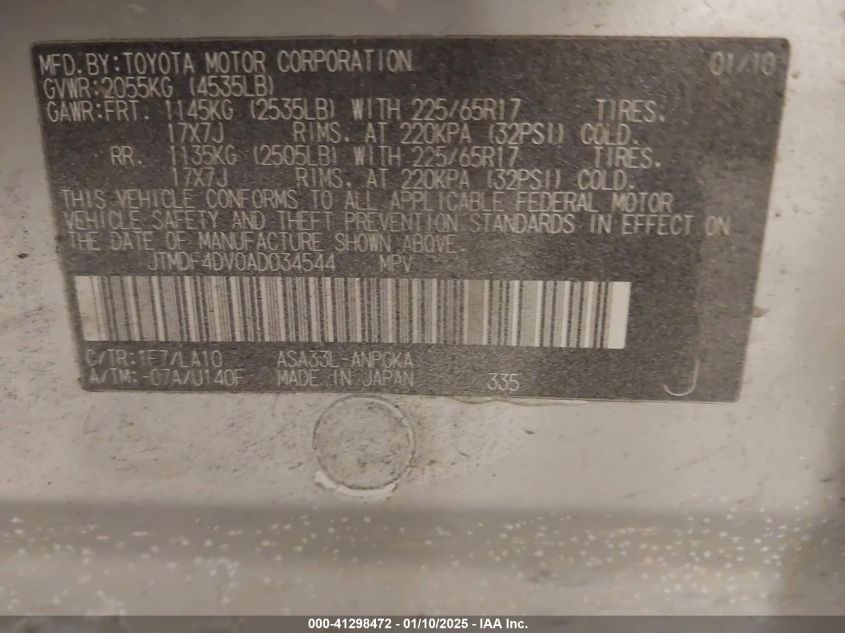 MFD.BY:TOYOTA MOTOR CORPORATION 01/10
GVWR:2055KG (4535LB)
GAWR:FRT. 1145KG (2535LB) WITH 225/65R17 TIRES.
17X7J RIMS. AT 220KPA (32PSI) COLD.
RR. 1135KG (2505LB) WITH 225/65R17 TIRES.
17X7J RIMS. AT 220KPA (32PSI) COLD.
THIS VEHICLE CONFORMS TO ALL APPLICABLE FEDERAL MOTOR
VEHICLE SAFETY AND THEFT PREVENTION STANDARDS IN EFFECT ON
THE DATE OF MANUFACTURE SHOWN ABOVE.
JTMDF4DV0AD034544 MPV
C/TR:1F7/LA10 ASA33L-ANPGKA
A/TM:-07A/U140F MADE IN JAPAN 335 J
000-41298472 - 01/10/2025 - IAA Inc.